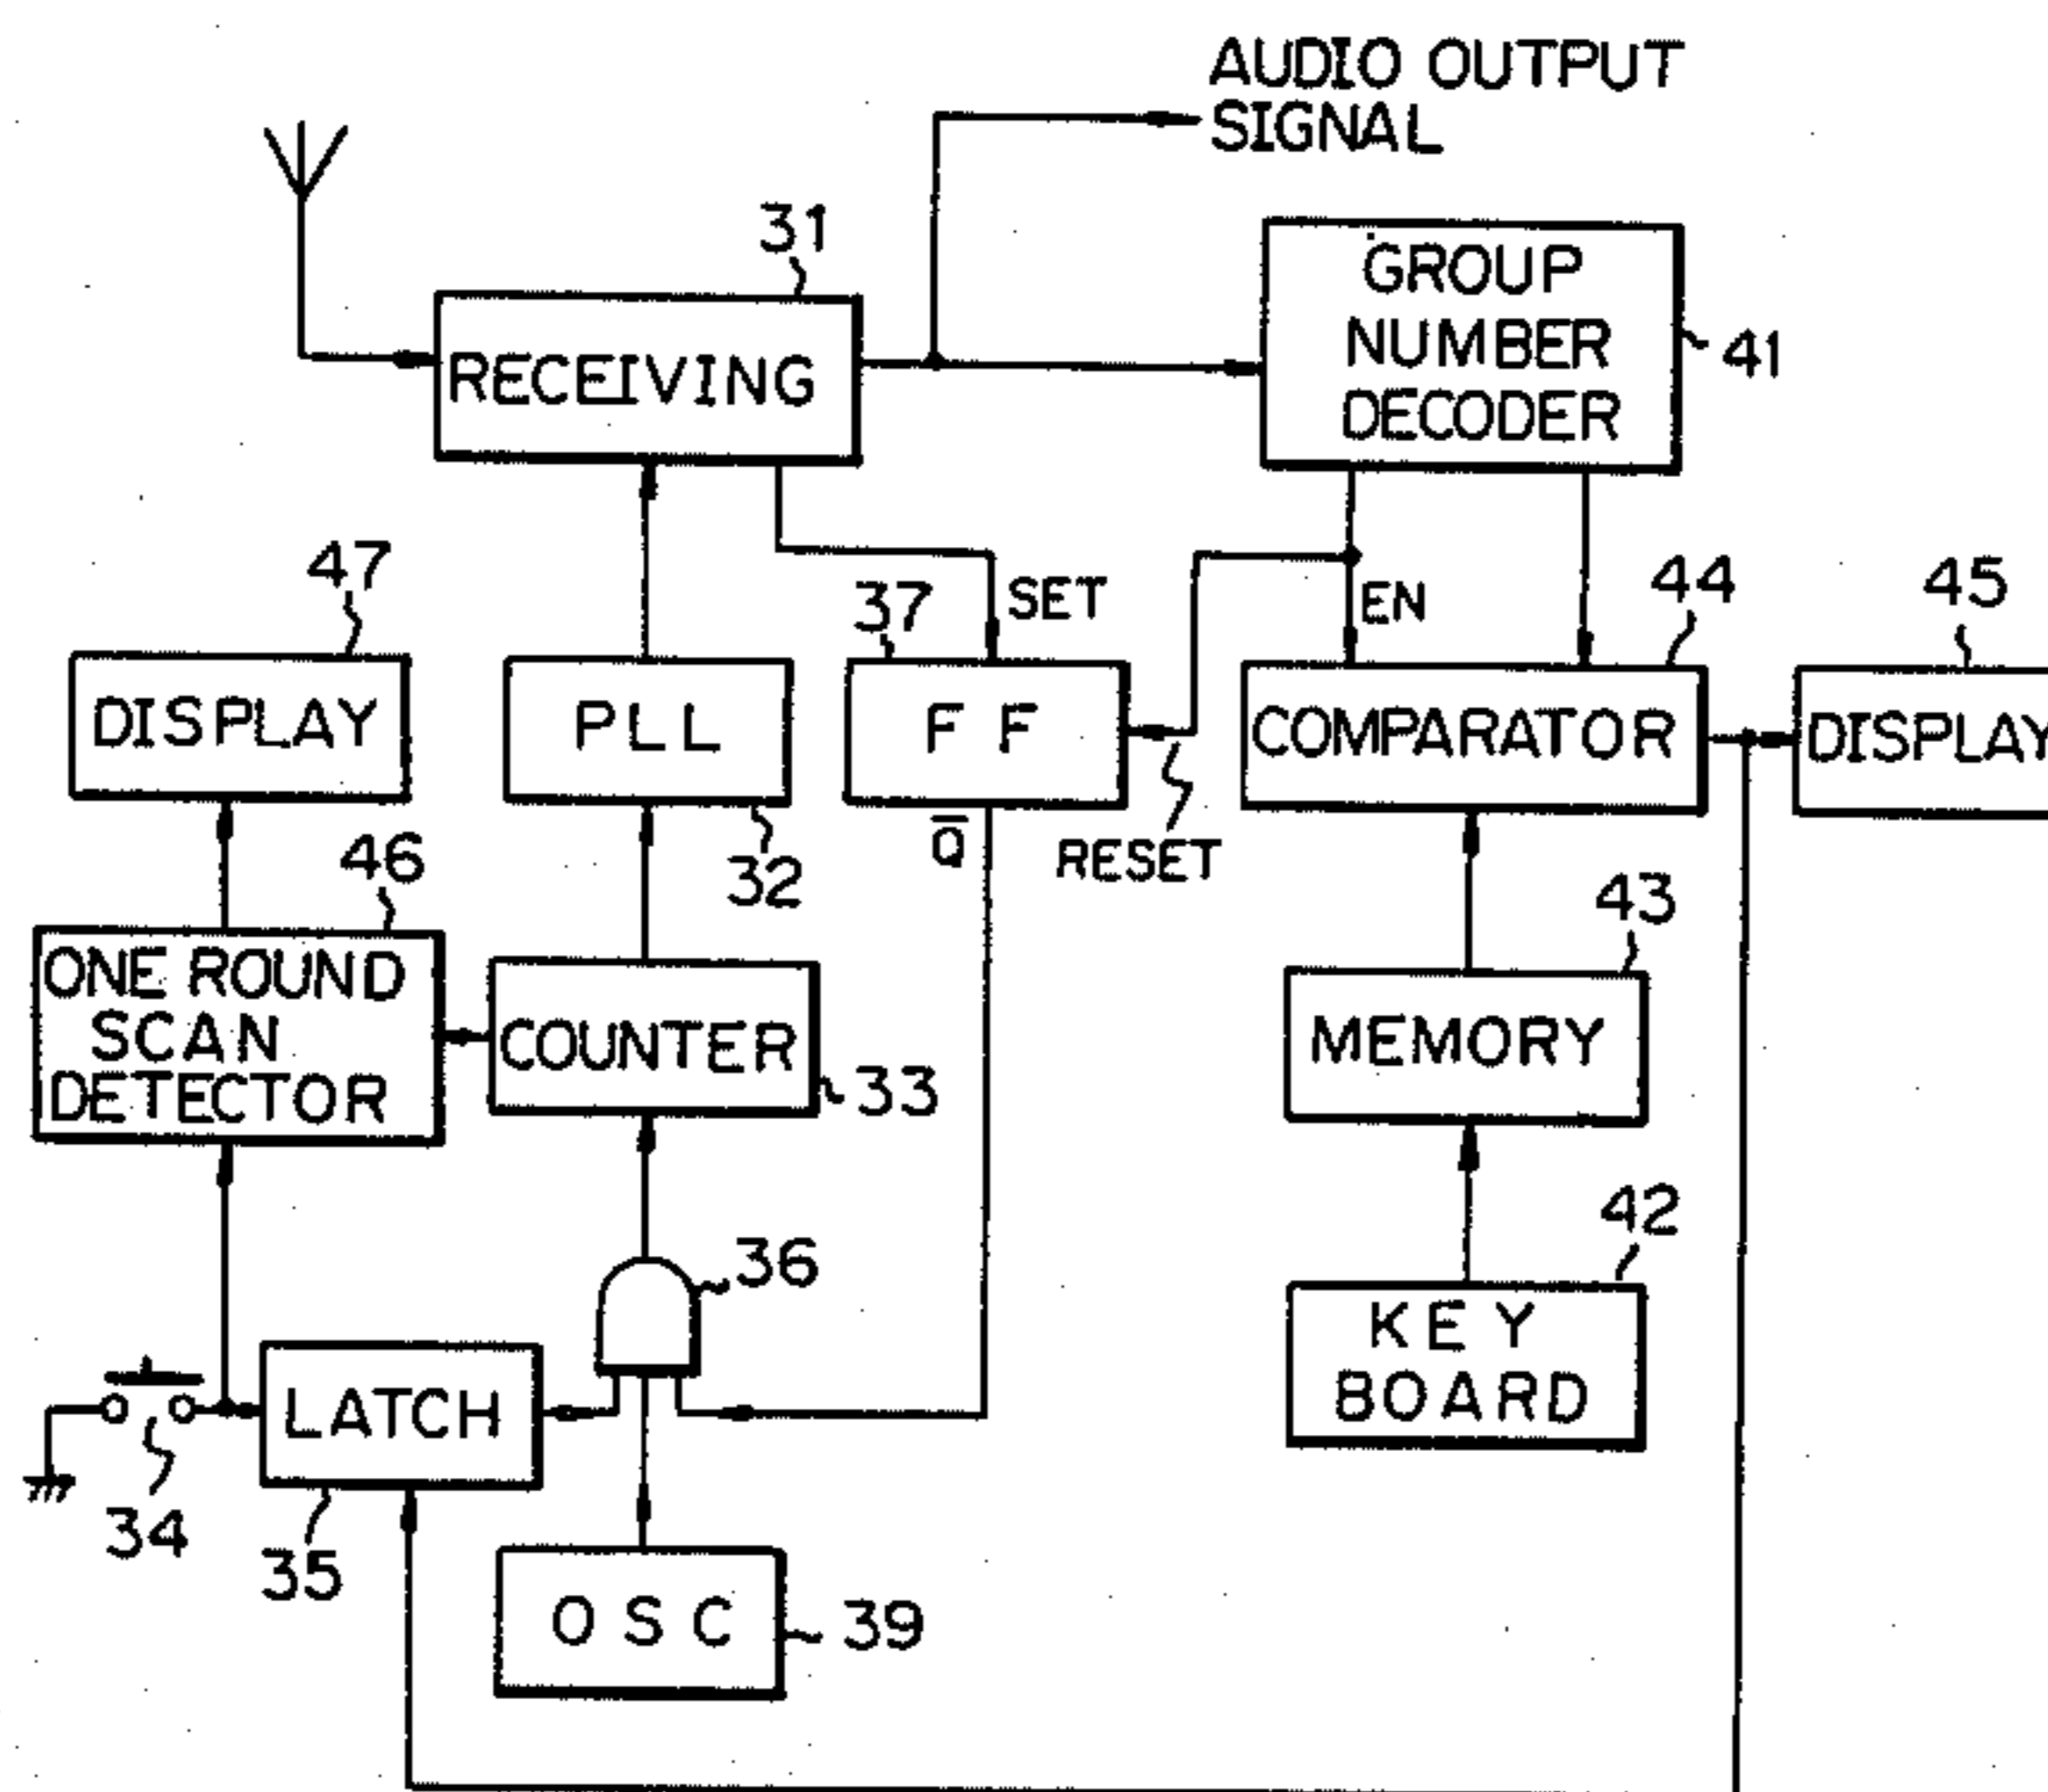 AUDIO OUTPUT
SIGNAL
31
RECEIVING
GROUP
NUMBER
DECODER
41
47
37
SET
EN
44
45
DISPLAY
PLL
FF
COMPARATOR
DISPLAY
46
32
Q̅
RESET
43
ONE ROUND
SCAN
DETECTOR
COUNTER
33
MEMORY
36
42
LATCH
KEY
BOARD
34
35
OSC
39